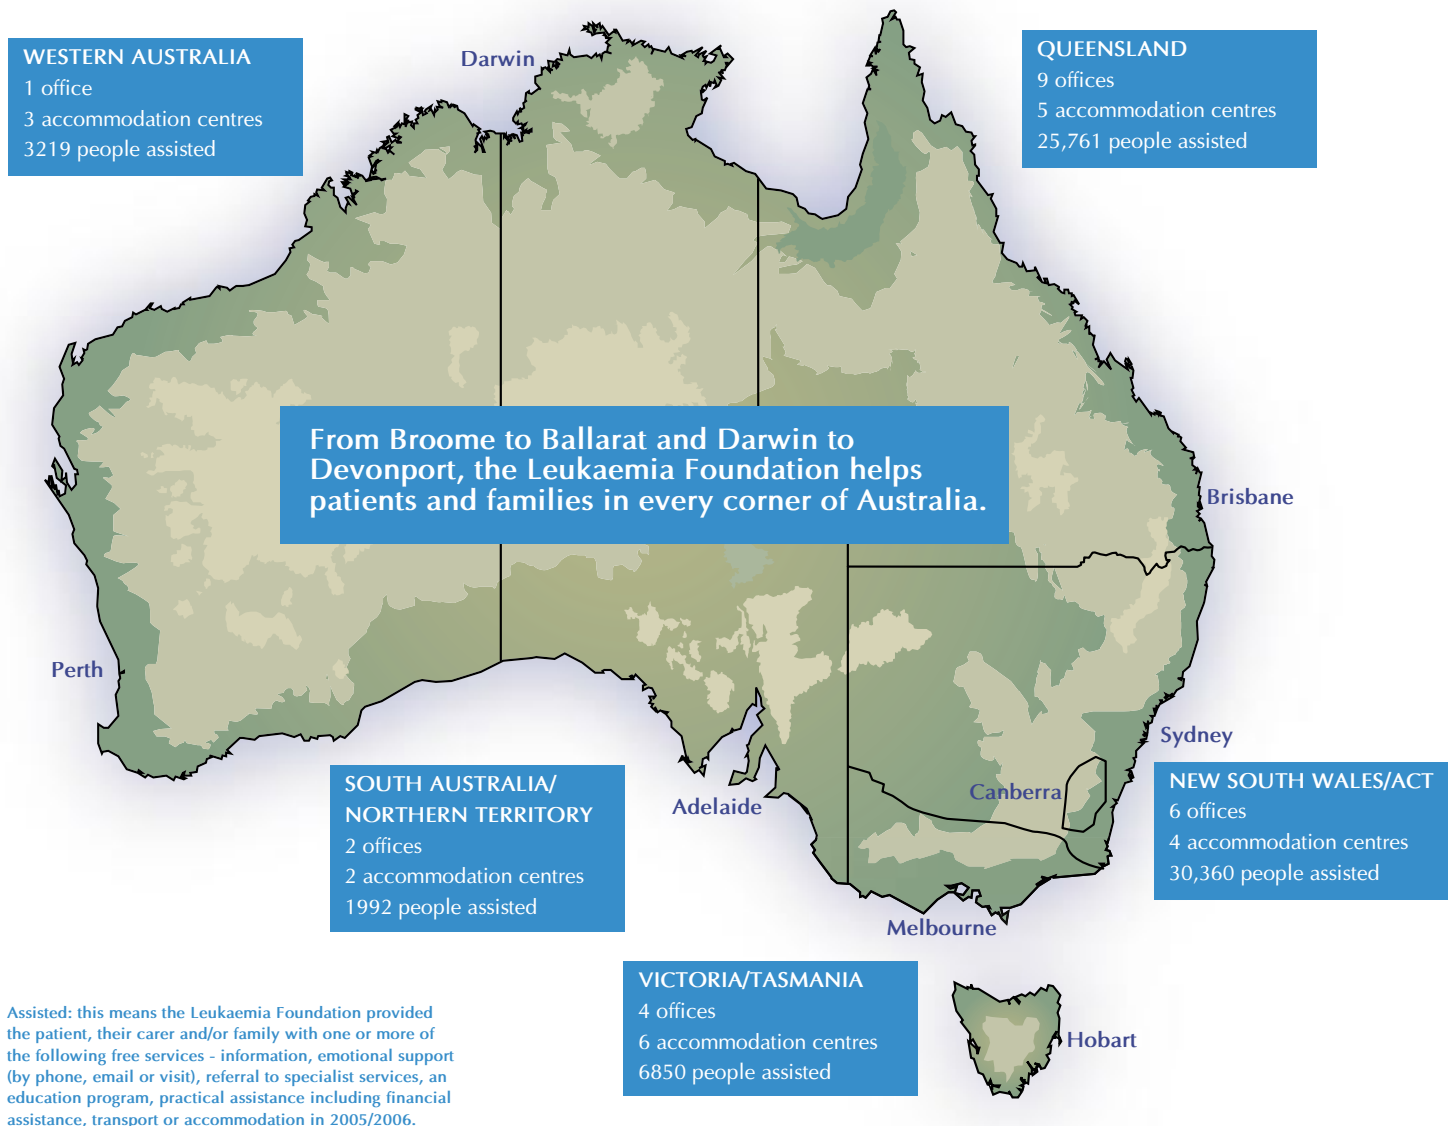 WESTERN AUSTRALIA
1 office
3 accommodation centres
3219 people assisted
Darwin
QUEENSLAND
9 offices
5 accommodation centres
25,761 people assisted
From Broome to Ballarat and Darwin to
Devonport, the Leukaemia Foundation helps
patients and families in every corner of Australia.
Brisbane
Perth
Sydney
SOUTH AUSTRALIA/
NORTHERN TERRITORY
2 offices
2 accommodation centres
1992 people assisted
Adelaide
Canberra
NEW SOUTH WALES/ACT
6 offices
4 accommodation centres
30,360 people assisted
Melbourne
VICTORIA/TASMANIA
4 offices
6 accommodation centres
6850 people assisted
Hobart
Assisted: this means the Leukaemia Foundation provided
the patient, their carer and/or family with one or more of
the following free services - information, emotional support
(by phone, email or visit), referral to specialist services, an
education program, practical assistance including financial
assistance, transport or accommodation in 2005/2006.